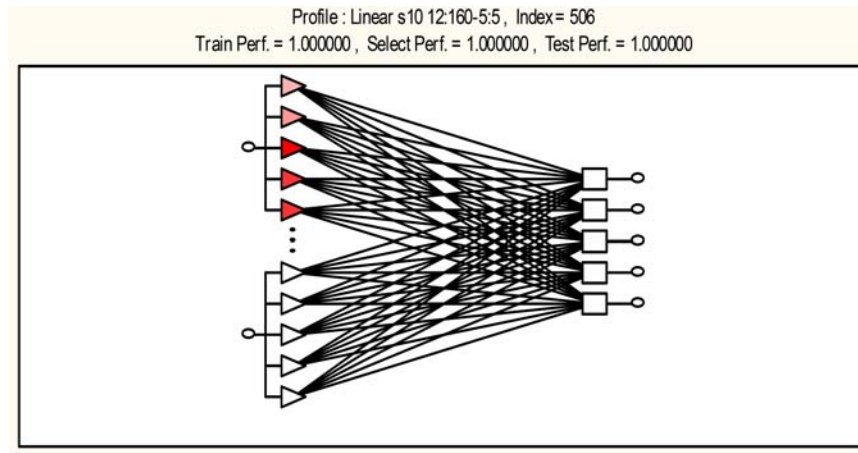 Profile : Linear s10 12:160-5:5 , Index = 506
Train Perf. = 1.000000 , Select Perf. = 1.000000 , Test Perf. = 1.000000